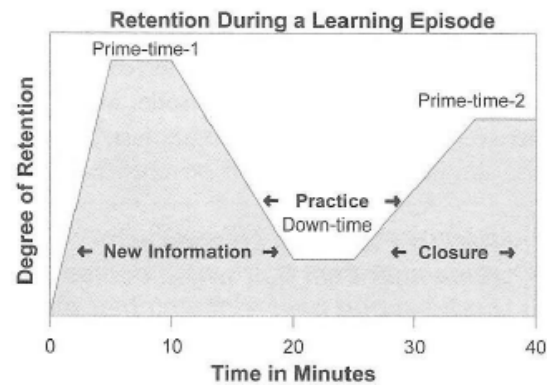 Retention During a Learning Episode
Prime-time-1
Prime-time-2
Degree of Retention
← Practice →
Down-time
← New Information →
← Closure →
0 10 20 30 40
Time in Minutes